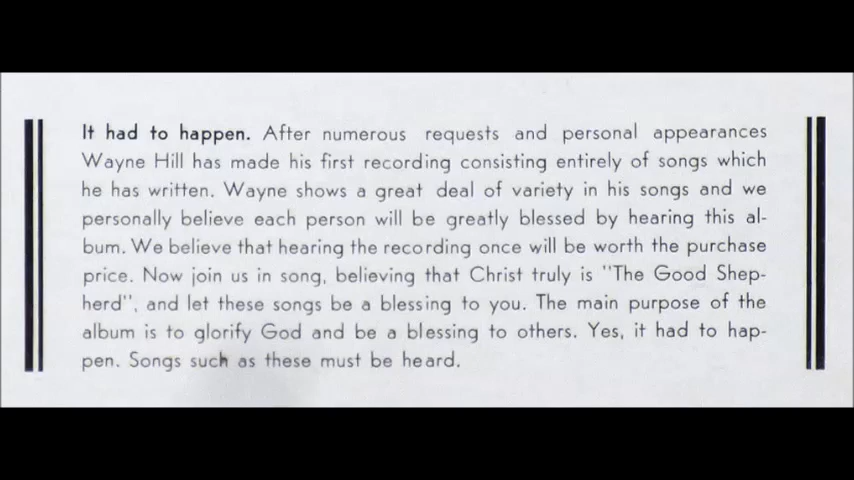 It had to happen. After numerous requests and personal appearances
Wayne Hill has made his first recording consisting entirely of songs which
he has written. Wayne shows a great deal of variety in his songs and we
personally believe each person will be greatly blessed by hearing this al-
bum. We believe that hearing the recording once will be worth the purchase
price. Now join us in song, believing that Christ truly is "The Good Shep-
herd", and let these songs be a blessing to you. The main purpose of the
album is to glorify God and be a blessing to others. Yes, it had to hap-
pen. Songs such as these must be heard.